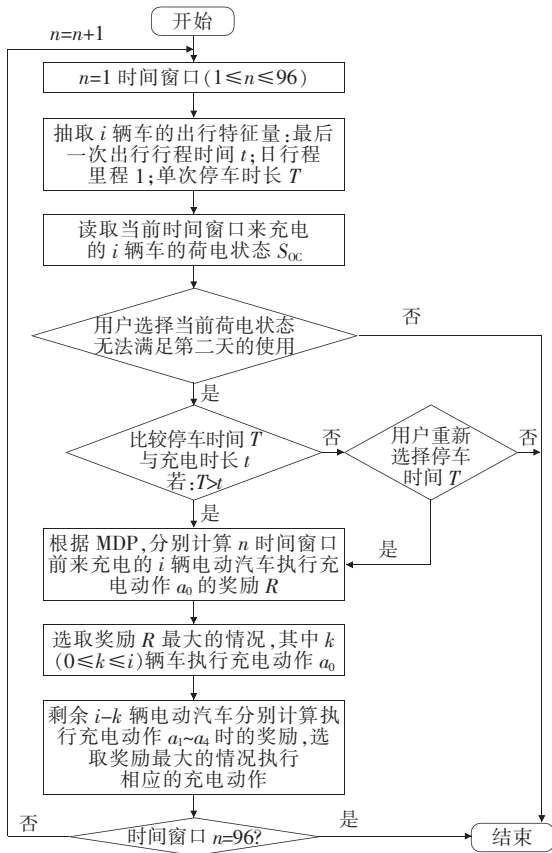 开始
n=n+1
n=1 时间窗口(1≤n≤96)
抽取 i 辆车的出行特征量:最后
一次出行行程时间 t;日行程
里程 1;单次停车时长 T
读取当前时间窗口来充电
的 i 辆车的荷电状态 SOC
用户选择当前荷电状态
无法满足第二天的使用
否
是
比较停车时间 T
与充电时长 t
若:T>t
否
用户重新
选择停车
时间 T
否
是
是
根据 MDP,分别计算 n 时间窗口
前来充电的 i 辆电动汽车执行充
电动作 a0 的奖励 R
选取奖励 R 最大的情况,其中 k
(0≤k≤i)辆车执行充电动作 a0
剩余 i-k 辆电动汽车分别计算执
行充电动作 a1~a4 时的奖励,选
取奖励最大的情况执行
相应的充电动作
否
时间窗口 n=96?
是
结束